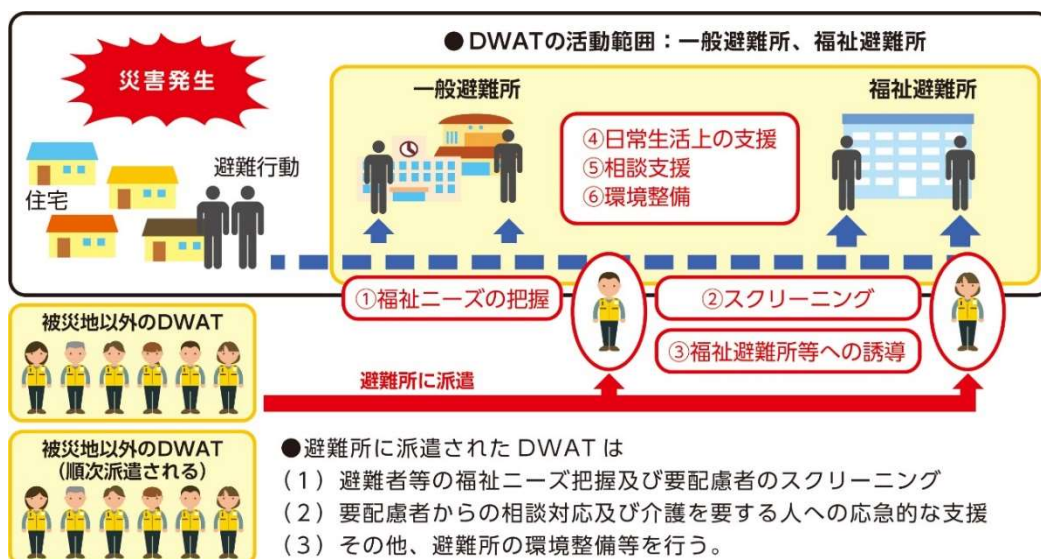 ●DWATの活動範囲：一般避難所、福祉避難所
災害発生
一般避難所
福祉避難所
避難行動
住宅
④日常生活上の支援
⑤相談支援
⑥環境整備
①福祉ニーズの把握
②スクリーニング
③福祉避難所等への誘導
被災地以外のDWAT
避難所に派遣
被災地以外のDWAT
(順次派遣される)
●避難所に派遣されたDWATは
（1）避難者等の福祉ニーズ把握及び要配慮者のスクリーニング
（2）要配慮者からの相談対応及び介護を要する人への応急的な支援
（3）その他、避難所の環境整備等を行う。